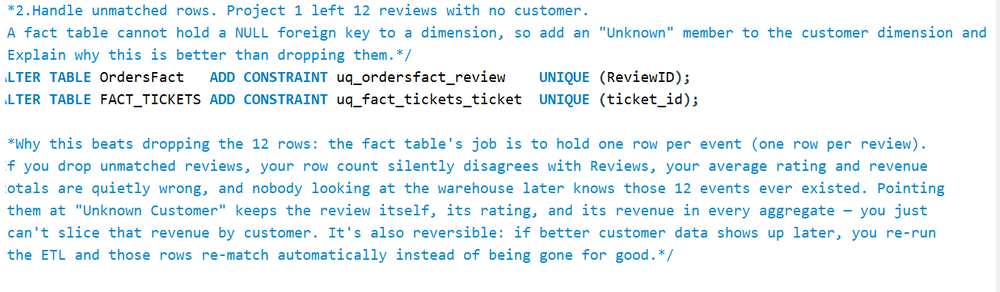 *2.Handle unmatched rows. Project 1 left 12 reviews with no customer.
A fact table cannot hold a NULL foreign key to a dimension, so add an "Unknown" member to the customer dimension and
Explain why this is better than dropping them.*/
LTER TABLE OrdersFact   ADD CONSTRAINT uq_ordersfact_review    UNIQUE (ReviewID);
LTER TABLE FACT_TICKETS ADD CONSTRAINT uq_fact_tickets_ticket  UNIQUE (ticket_id);
*Why this beats dropping the 12 rows: the fact table's job is to hold one row per event (one row per review).
f you drop unmatched reviews, your row count silently disagrees with Reviews, your average rating and revenue
otals are quietly wrong, and nobody looking at the warehouse later knows those 12 events ever existed. Pointing
them at "Unknown Customer" keeps the review itself, its rating, and its revenue in every aggregate — you just
can't slice that revenue by customer. It's also reversible: if better customer data shows up later, you re-run
the ETL and those rows re-match automatically instead of being gone for good.*/